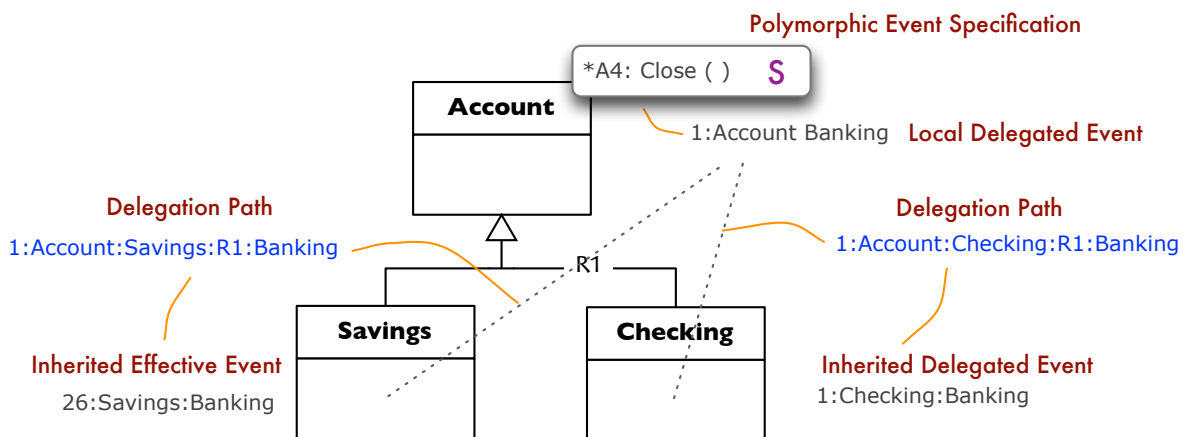 Polymorphic Event Specification
*A4: Close ( ) S
Account
1:Account Banking Local Delegated Event
Delegation Path
1:Account:Savings:R1:Banking
Delegation Path
1:Account:Checking:R1:Banking
R1
Savings
Checking
Inherited Effective Event
26:Savings:Banking
Inherited Delegated Event
1:Checking:Banking